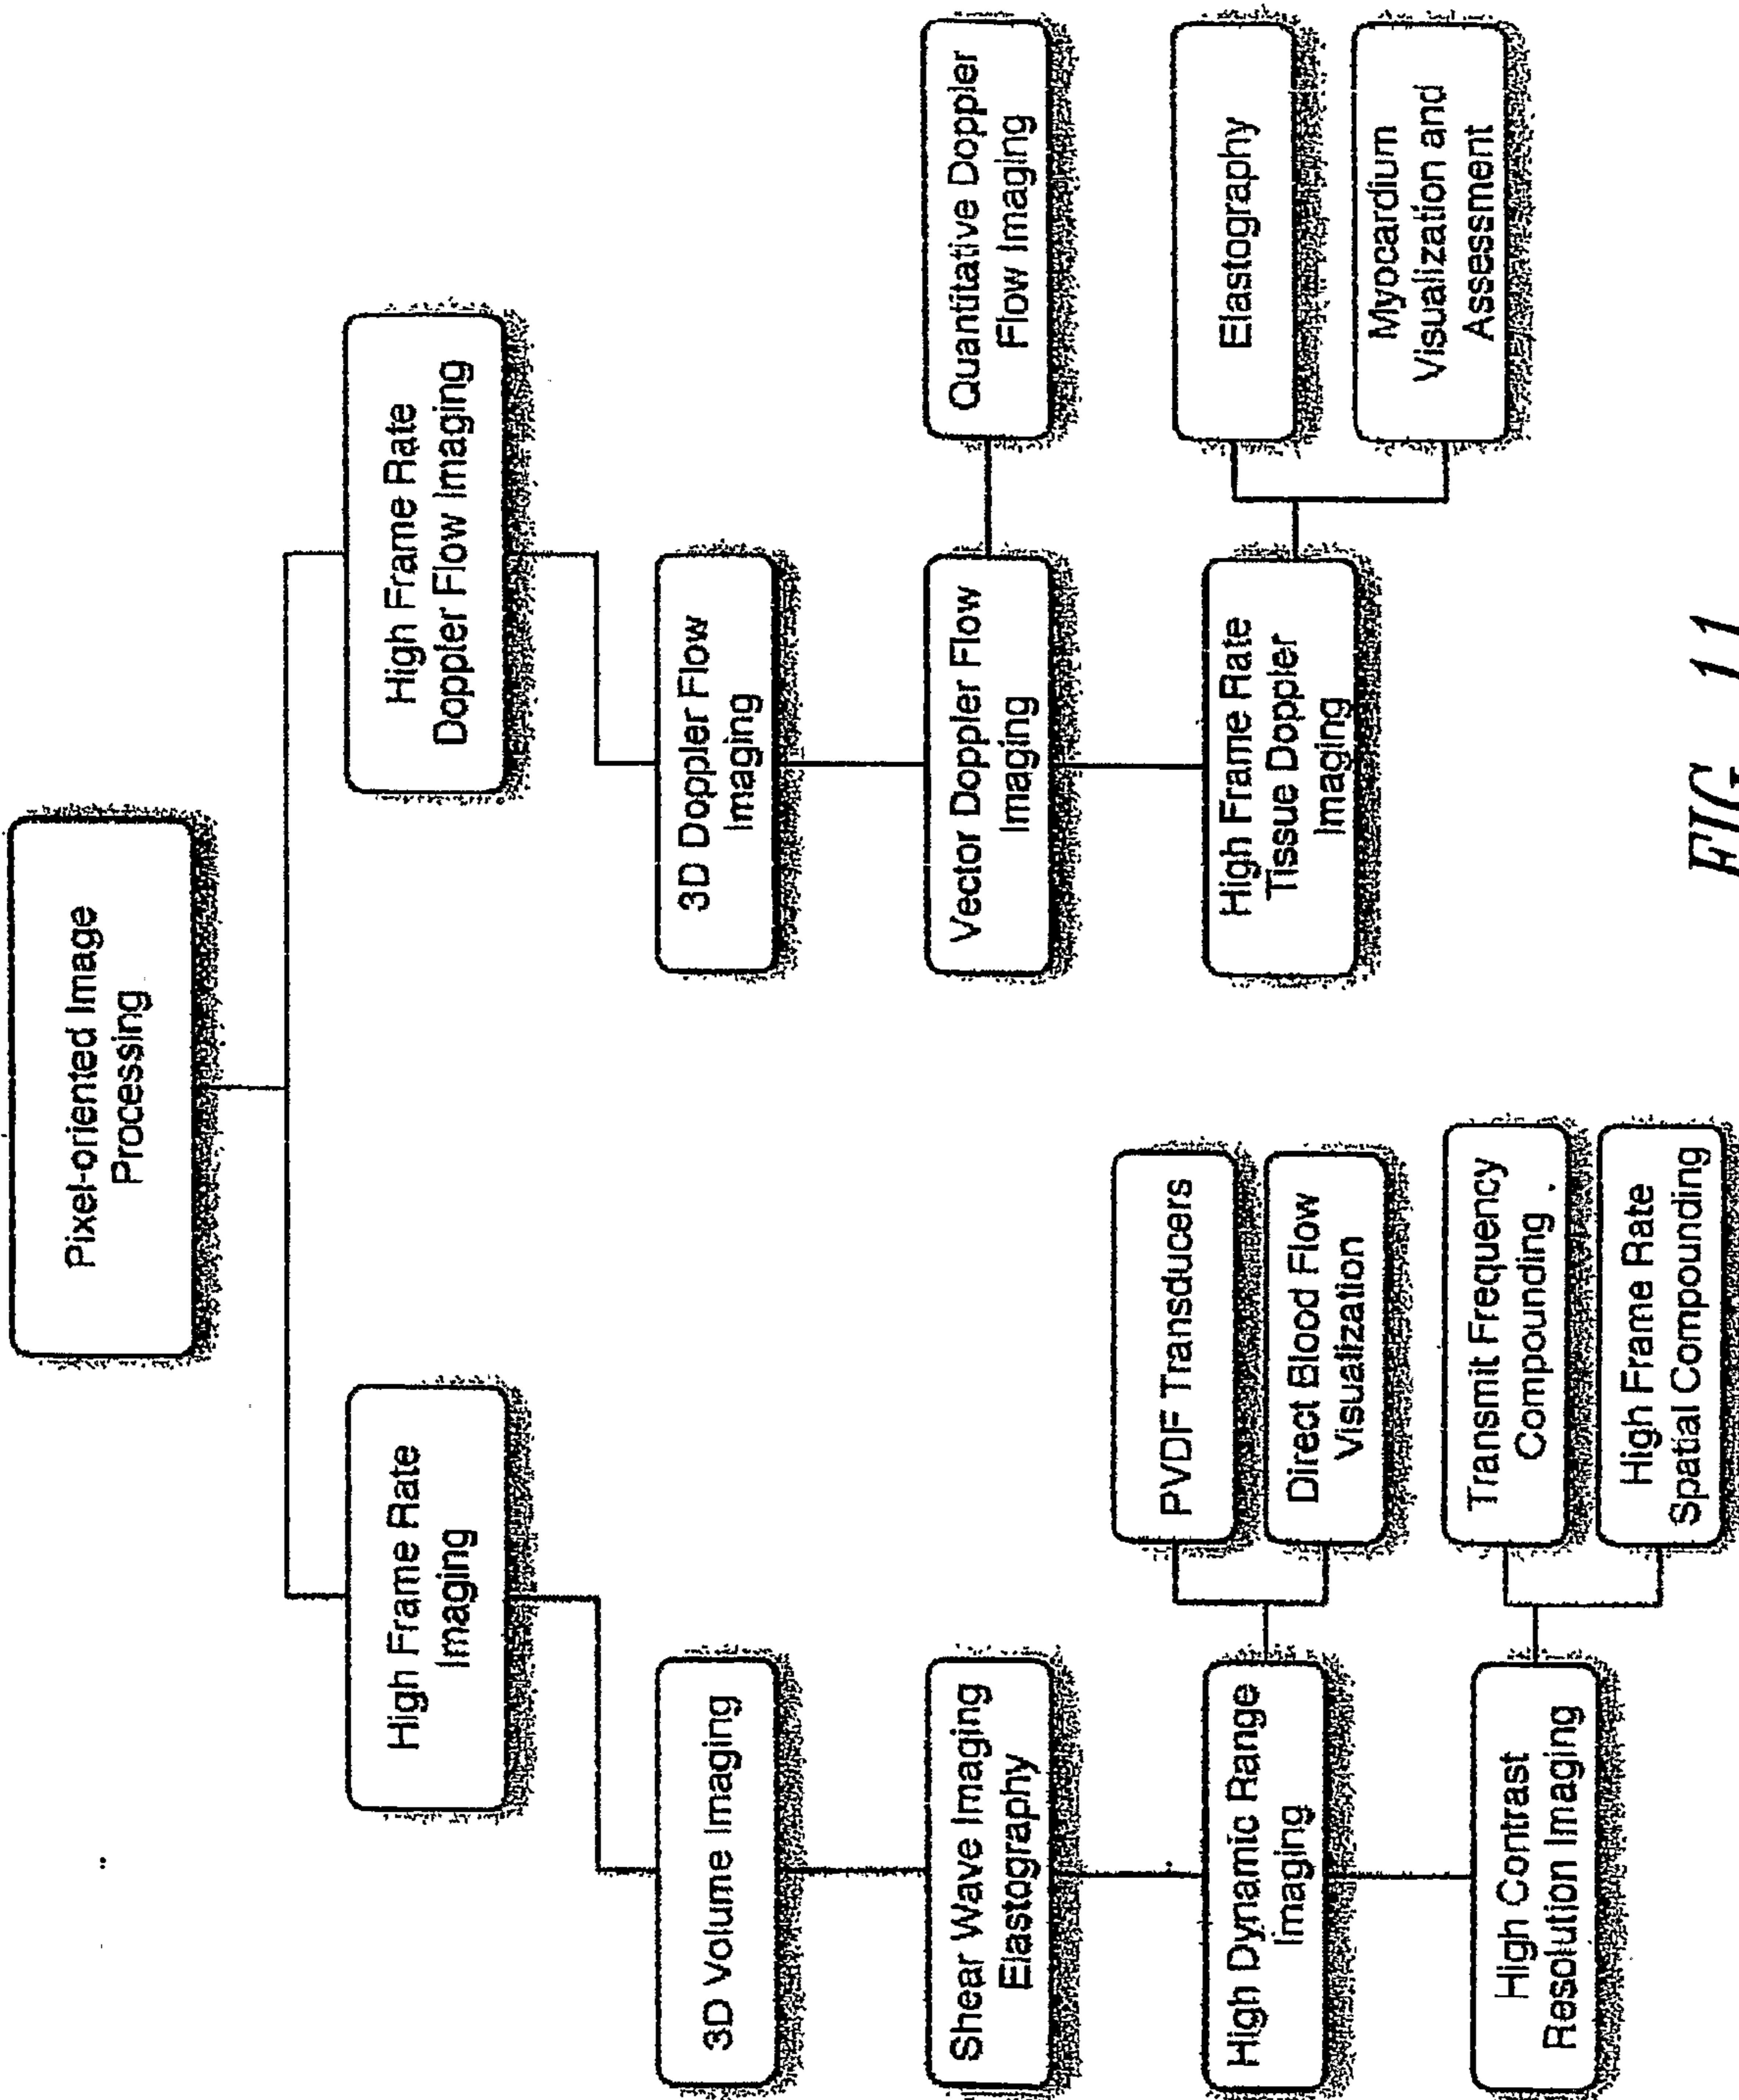 Pixel-oriented Image
Processing
High Frame Rate
Imaging
3D Volume Imaging
Shear Wave Imaging
Elastography
High Dynamic Range
Imaging
PVDF Transducers
Direct Blood Flow
Visualization
High Contrast
Resolution Imaging
Transmit Frequency
Compounding
High Frame Rate
Spatial Compounding
High Frame Rate
Doppler Flow Imaging
3D Doppler Flow
Imaging
Vector Doppler Flow
Imaging
Quantitative Doppler
Flow Imaging
High Frame Rate
Tissue Doppler
Imaging
Elastography
Myocardium
Visualization and
Assessment
FIG. 11